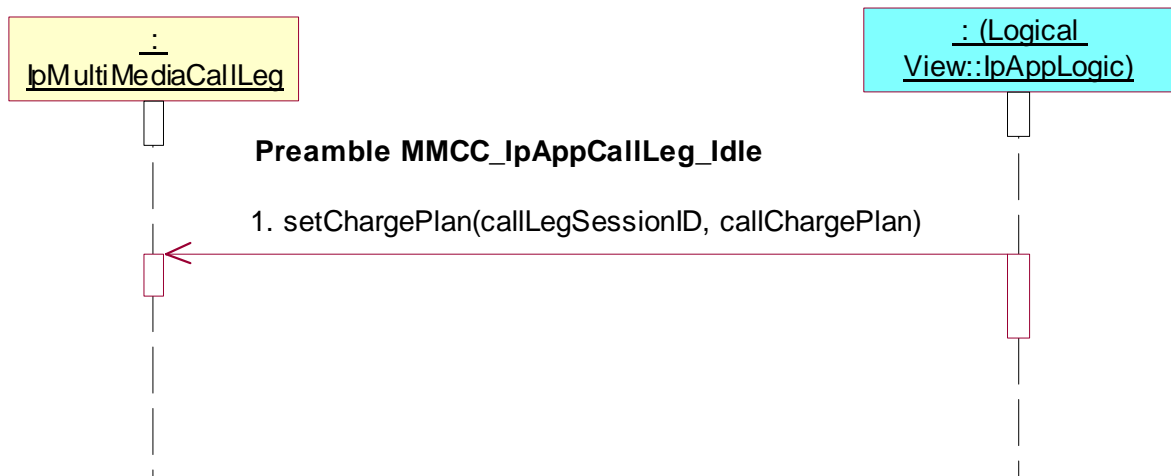 :
IpMultiMediaCallLeg
: (Logical
View::IpAppLogic)
Preamble MMCC_IpAppCallLeg_Idle
1. setChargePlan(callLegSessionID, callChargePlan)